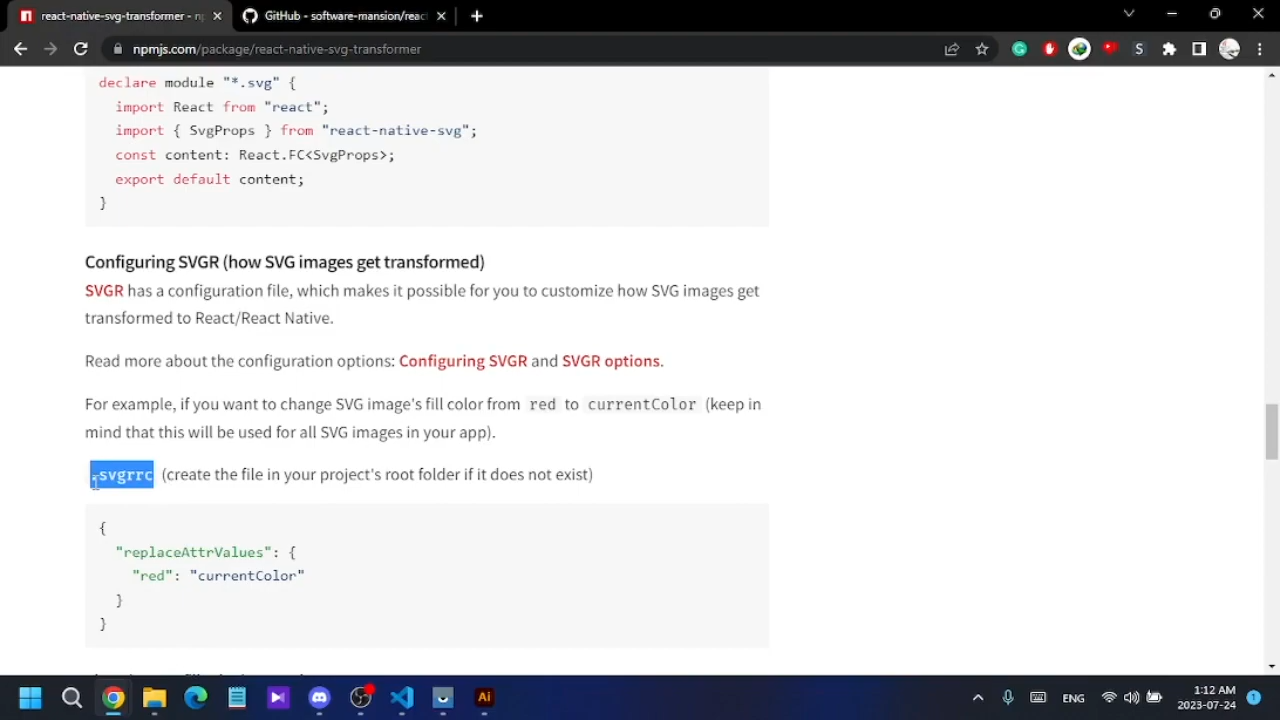 react-native-svg-transformer - np
GitHub - software-mansion/react
npmjs.com/package/react-native-svg-transformer
declare module "*.svg" {
import React from "react";
import { SvgProps } from "react-native-svg";
const content: React.FC<SvgProps>;
export default content;
}
Configuring SVGR (how SVG images get transformed)
SVGR has a configuration file, which makes it possible for you to customize how SVG images get
transformed to React/React Native.
Read more about the configuration options: Configuring SVGR and SVGR options.
For example, if you want to change SVG image's fill color from red to currentColor (keep in
mind that this will be used for all SVG images in your app).
.svgrrc (create the file in your project's root folder if it does not exist)
{
"replaceAttrValues": {
"red": "currentColor"
}
}
Ai
ENG
1:12 AM
2023-07-24
1